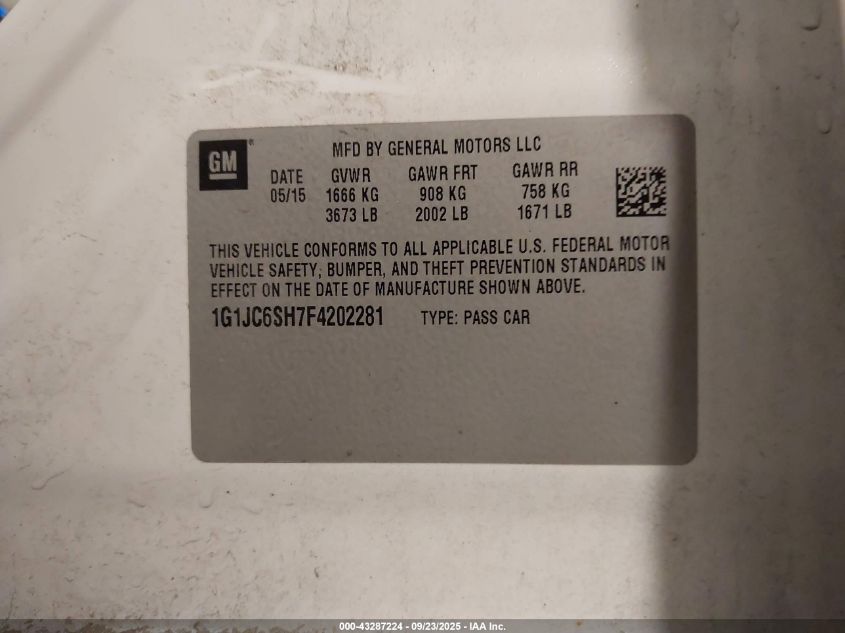 GM®
MFD BY GENERAL MOTORS LLC
DATE GVWR GAWR FRT GAWR RR
05/15 1666 KG 908 KG 758 KG
3673 LB 2002 LB 1671 LB
THIS VEHICLE CONFORMS TO ALL APPLICABLE U.S. FEDERAL MOTOR
VEHICLE SAFETY, BUMPER, AND THEFT PREVENTION STANDARDS IN
EFFECT ON THE DATE OF MANUFACTURE SHOWN ABOVE.
1G1JC6SH7F4202281 TYPE: PASS CAR
000-43287224 - 09/23/2025 - IAA Inc.